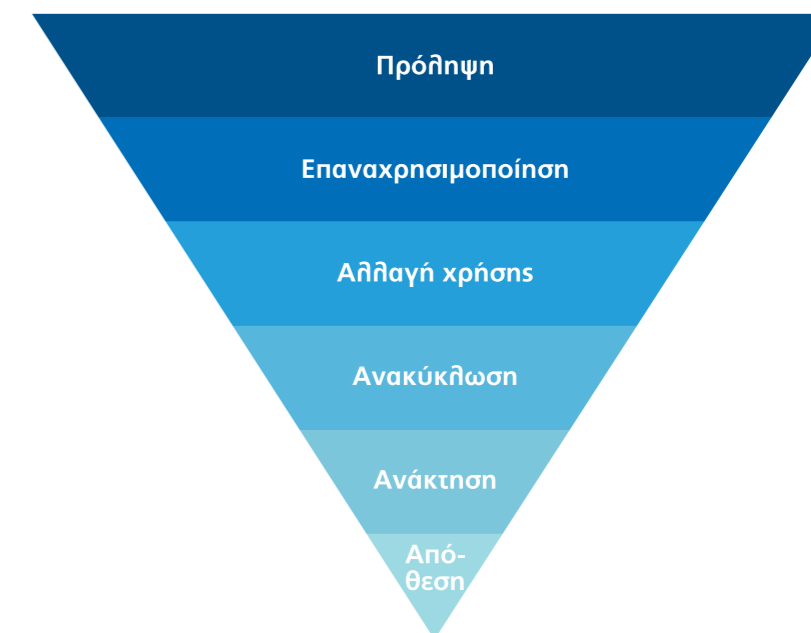 Πρόληψη
Επαναχρησιμοποίηση
Αλλαγή χρήσης
Ανακύκλωση
Ανάκτηση
Από-
θεση